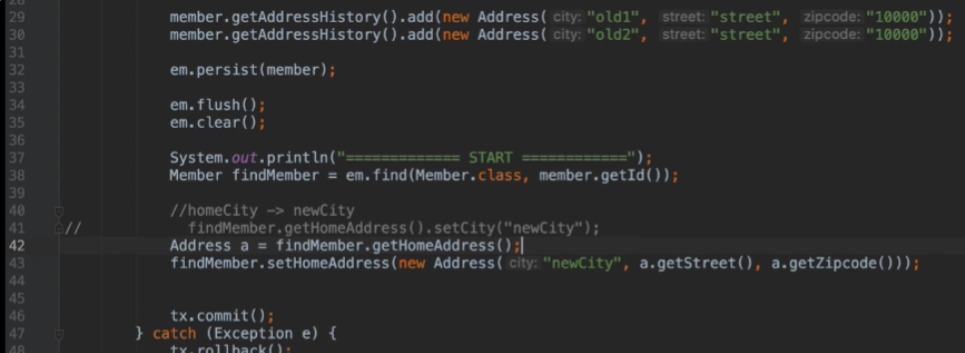 28
29 member.getAddressHistory().add(new Address( city: "old1", street: "street", zipcode: "10000"));
30 member.getAddressHistory().add(new Address( city: "old2", street: "street", zipcode: "10000"));
31
32 em.persist(member);
33
34 em.flush();
35 em.clear();
36
37 System.out.println("============= START ============");
38 Member findMember = em.find(Member.class, member.getId());
39
40 //homeCity -> newCity
41 // findMember.getHomeAddress().setCity("newCity");
42 Address a = findMember.getHomeAddress();
43 findMember.setHomeAddress(new Address( city: "newCity", a.getStreet(), a.getZipcode()));
44
45
46 tx.commit();
47 } catch (Exception e) {
48 tx.rollback();